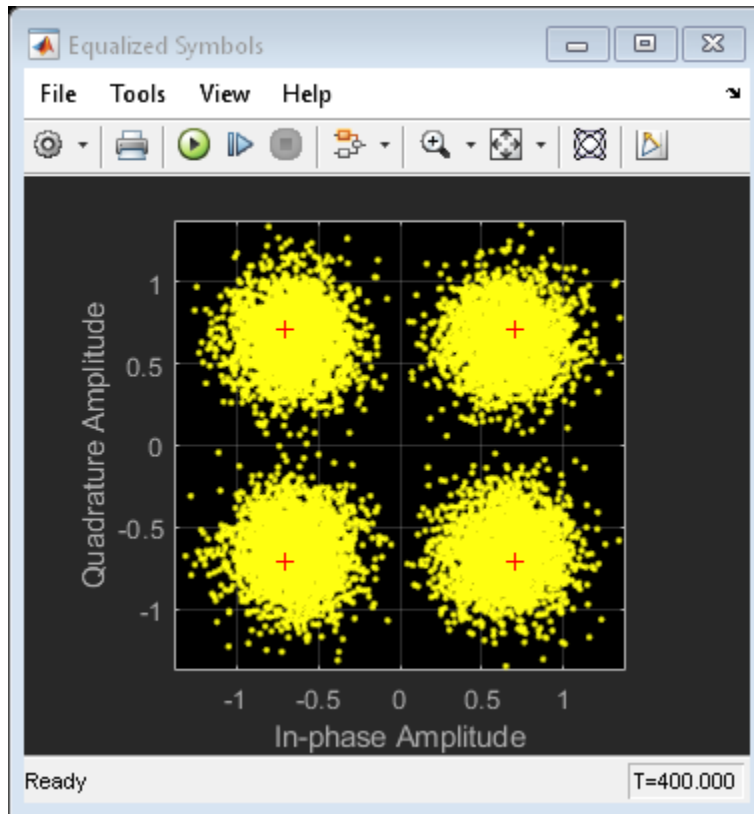 Equalized Symbols
File Tools View Help
1
0.5
0
-0.5
-1
Quadrature Amplitude
-1 -0.5 0 0.5 1
In-phase Amplitude
Ready T=400.000